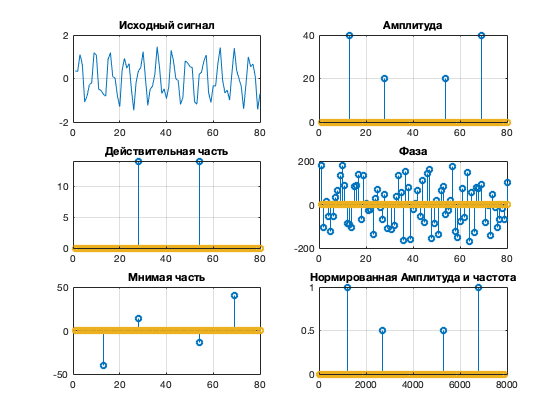 Исходный сигнал
2
0
-2
0 20 40 60 80
Амплитуда
40
20
0
0 20 40 60 80
Действительная часть
10
5
0
0 20 40 60 80
Фаза
200
0
-200
0 20 40 60 80
Мнимая часть
50
0
-50
0 20 40 60 80
Нормированная Амплитуда и частота
1
0.5
0
0 2000 4000 6000 8000